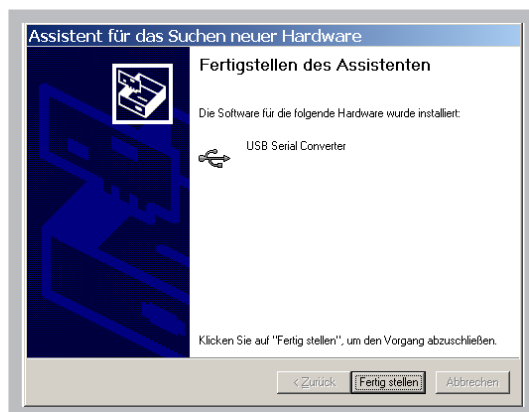 Assistent für das Suchen neuer Hardware
Fertigstellen des Assistenten
Die Software für die folgende Hardware wurde installiert:
USB Serial Converter
Klicken Sie auf "Fertig stellen", um den Vorgang abzuschließen.
< Zurück Fertig stellen Abbrechen